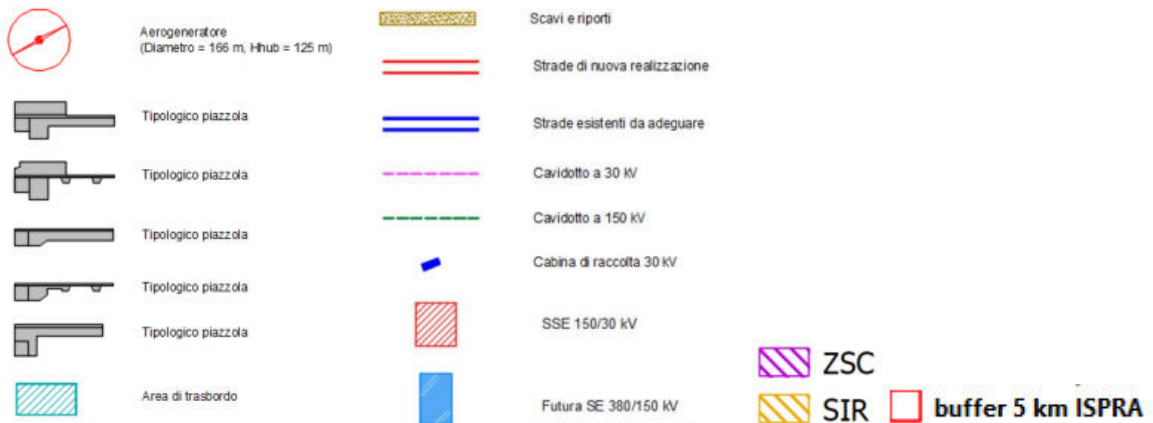 Aerogeneratore
(Diametro = 166 m, Hhub = 125 m)
Tipologico piazzola
Tipologico piazzola
Tipologico piazzola
Tipologico piazzola
Tipologico piazzola
Area di trasbordo
Scavi e riporti
Strade di nuova realizzazione
Strade esistenti da adeguare
Cavidotto a 30 kV
Cavidotto a 150 kV
Cabina di raccolta 30 kV
SSE 150/30 kV
Futura SE 380/150 kV
ZSC
SIR
buffer 5 km ISPRA